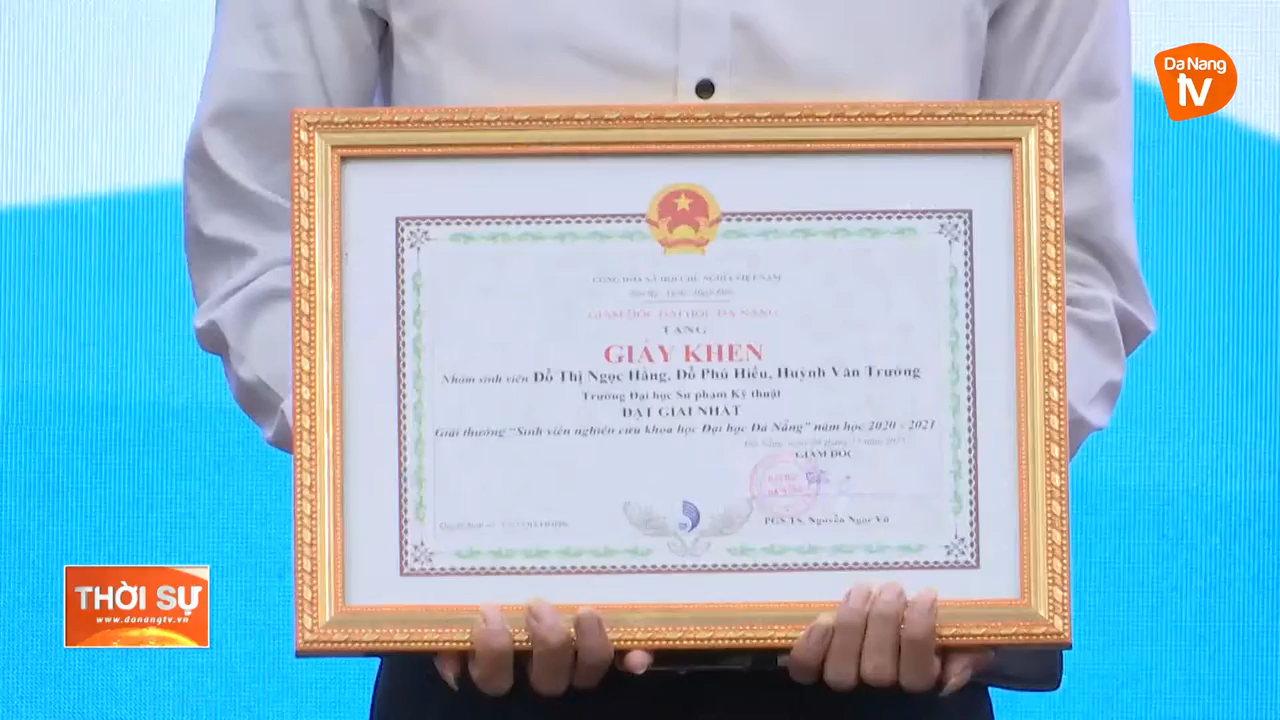 Da Nang
tv
CỘNG HÒA XÃ HỘI CHỦ NGHĨA VIỆT NAM
GIÁM ĐỐC ĐẠI HỌC ĐÀ NẴNG
TẶNG
GIẤY KHEN
Nhóm sinh viên Đỗ Thị Ngọc Hằng, Đỗ Phú Hiếu, Huỳnh Văn Trường
Trường Đại học Sư phạm Kỹ thuật
ĐẠT GIẢI NHẤT
Giải thưởng "Sinh viên nghiên cứu khoa học Đại học Đà Nẵng" năm học 2020 - 2021
GIÁM ĐỐC
PGS.TS. Nguyễn Ngọc Vũ
THỜI SỰ
www.danangtv.vn